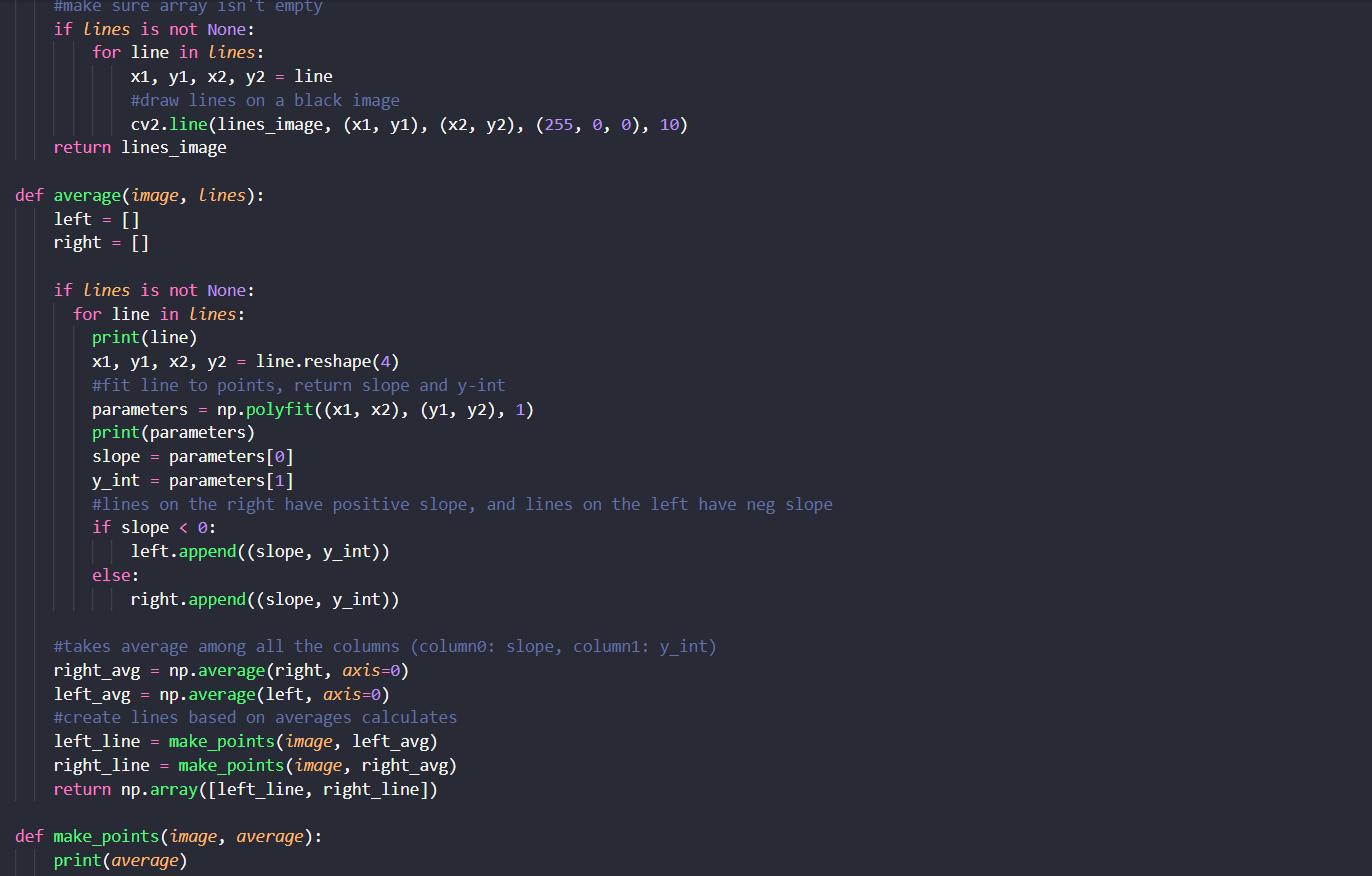 #make sure array isn't empty
if lines is not None:
for line in lines:
x1, y1, x2, y2 = line
#draw lines on a black image
cv2.line(lines_image, (x1, y1), (x2, y2), (255, 0, 0), 10)
return lines_image
def average(image, lines):
left = []
right = []
if lines is not None:
for line in lines:
print(line)
x1, y1, x2, y2 = line.reshape(4)
#fit line to points, return slope and y-int
parameters = np.polyfit((x1, x2), (y1, y2), 1)
print(parameters)
slope = parameters[0]
y_int = parameters[1]
#lines on the right have positive slope, and lines on the left have neg slope
if slope < 0:
left.append((slope, y_int))
else:
right.append((slope, y_int))
#takes average among all the columns (column0: slope, column1: y_int)
right_avg = np.average(right, axis=0)
left_avg = np.average(left, axis=0)
#create lines based on averages calculates
left_line = make_points(image, left_avg)
right_line = make_points(image, right_avg)
return np.array([left_line, right_line])
def make_points(image, average):
print(average)